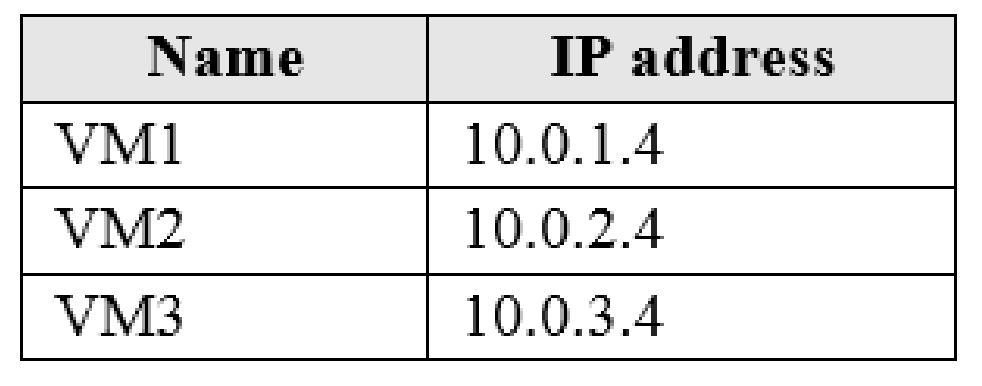 Name IP address
VM1 10.0.1.4
VM2 10.0.2.4
VM3 10.0.3.4